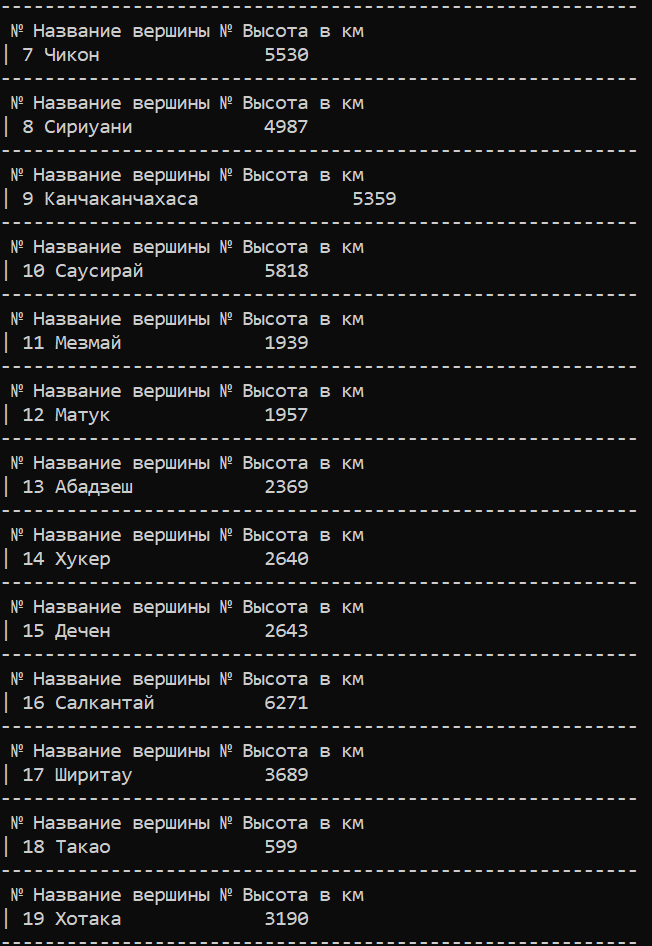 ------------------------------------------------------------
№ Название вершины № Высота в км
| 7 Чикон 5530
------------------------------------------------------------
№ Название вершины № Высота в км
| 8 Сириуани 4987
------------------------------------------------------------
№ Название вершины № Высота в км
| 9 Канчаканчахаса 5359
------------------------------------------------------------
№ Название вершины № Высота в км
| 10 Саусирай 5818
------------------------------------------------------------
№ Название вершины № Высота в км
| 11 Мезмай 1939
------------------------------------------------------------
№ Название вершины № Высота в км
| 12 Матук 1957
------------------------------------------------------------
№ Название вершины № Высота в км
| 13 Абадзеш 2369
------------------------------------------------------------
№ Название вершины № Высота в км
| 14 Хукер 2640
------------------------------------------------------------
№ Название вершины № Высота в км
| 15 Дечен 2643
------------------------------------------------------------
№ Название вершины № Высота в км
| 16 Салкантай 6271
------------------------------------------------------------
№ Название вершины № Высота в км
| 17 Ширитау 3689
------------------------------------------------------------
№ Название вершины № Высота в км
| 18 Такао 599
------------------------------------------------------------
№ Название вершины № Высота в км
| 19 Хотака 3190
------------------------------------------------------------